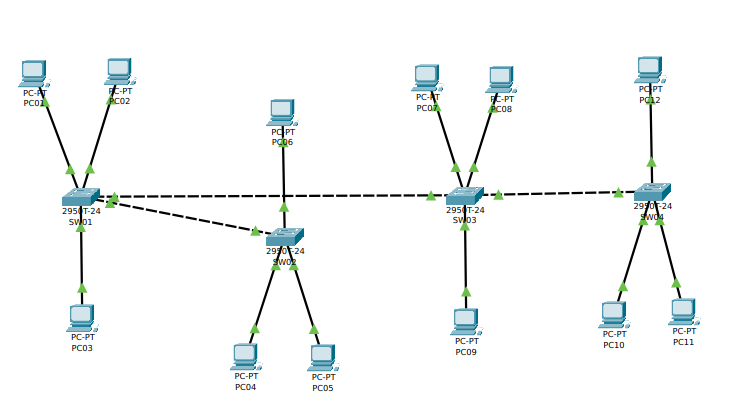 PC-PT
PC01
PC-PT
PC02
PC-PT
PC06
PC-PT
PC07
PC-PT
PC08
PC-PT
PC12
2950T-24
SW01
2950T-24
SW02
2950T-24
SW03
2950T-24
SW04
PC-PT
PC03
PC-PT
PC04
PC-PT
PC05
PC-PT
PC09
PC-PT
PC10
PC-PT
PC11